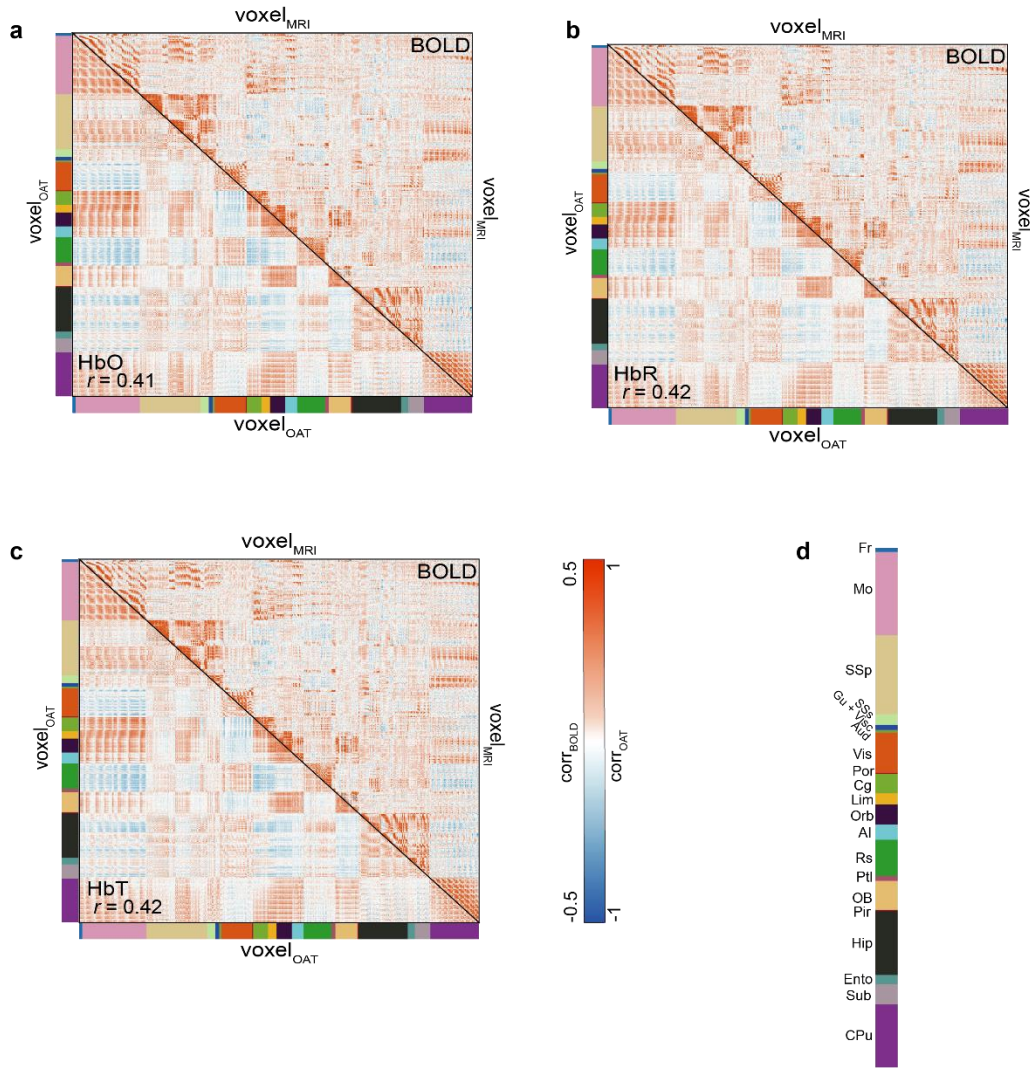 a
voxelMRI
BOLD
voxelOAT
voxelMRI
HbO
r = 0.41
voxelOAT
b
voxelMRI
BOLD
voxelOAT
voxelMRI
HbR
r = 0.42
voxelOAT
c
voxelMRI
BOLD
voxelOAT
voxelMRI
HbT
r = 0.42
voxelOAT
0.5
1
corrBOLD
corrOAT
-0.5
-1
d
Fr
Mo
SSp
SSs
Gu + Visc
Aud
Vis
Por
Cg
Lim
Orb
AI
Rs
Ptl
OB
Pir
Hip
Ento
Sub
CPu